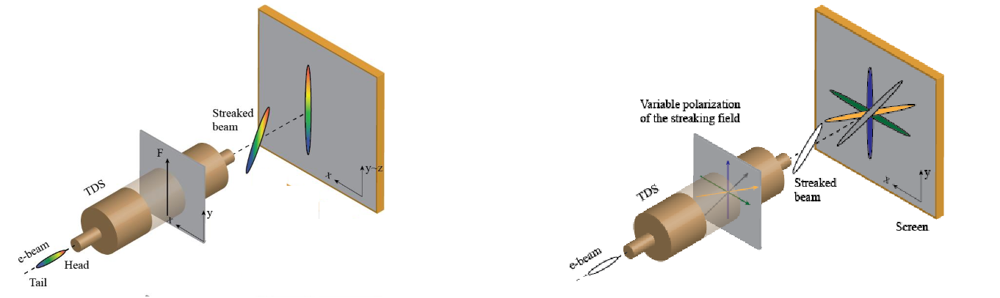 Streaked
beam
F
TDS
x
y
x
y~z
e-beam
Head
Tail
Variable polarization
of the streaking field
TDS
Streaked
beam
x
y
Screen
e-beam